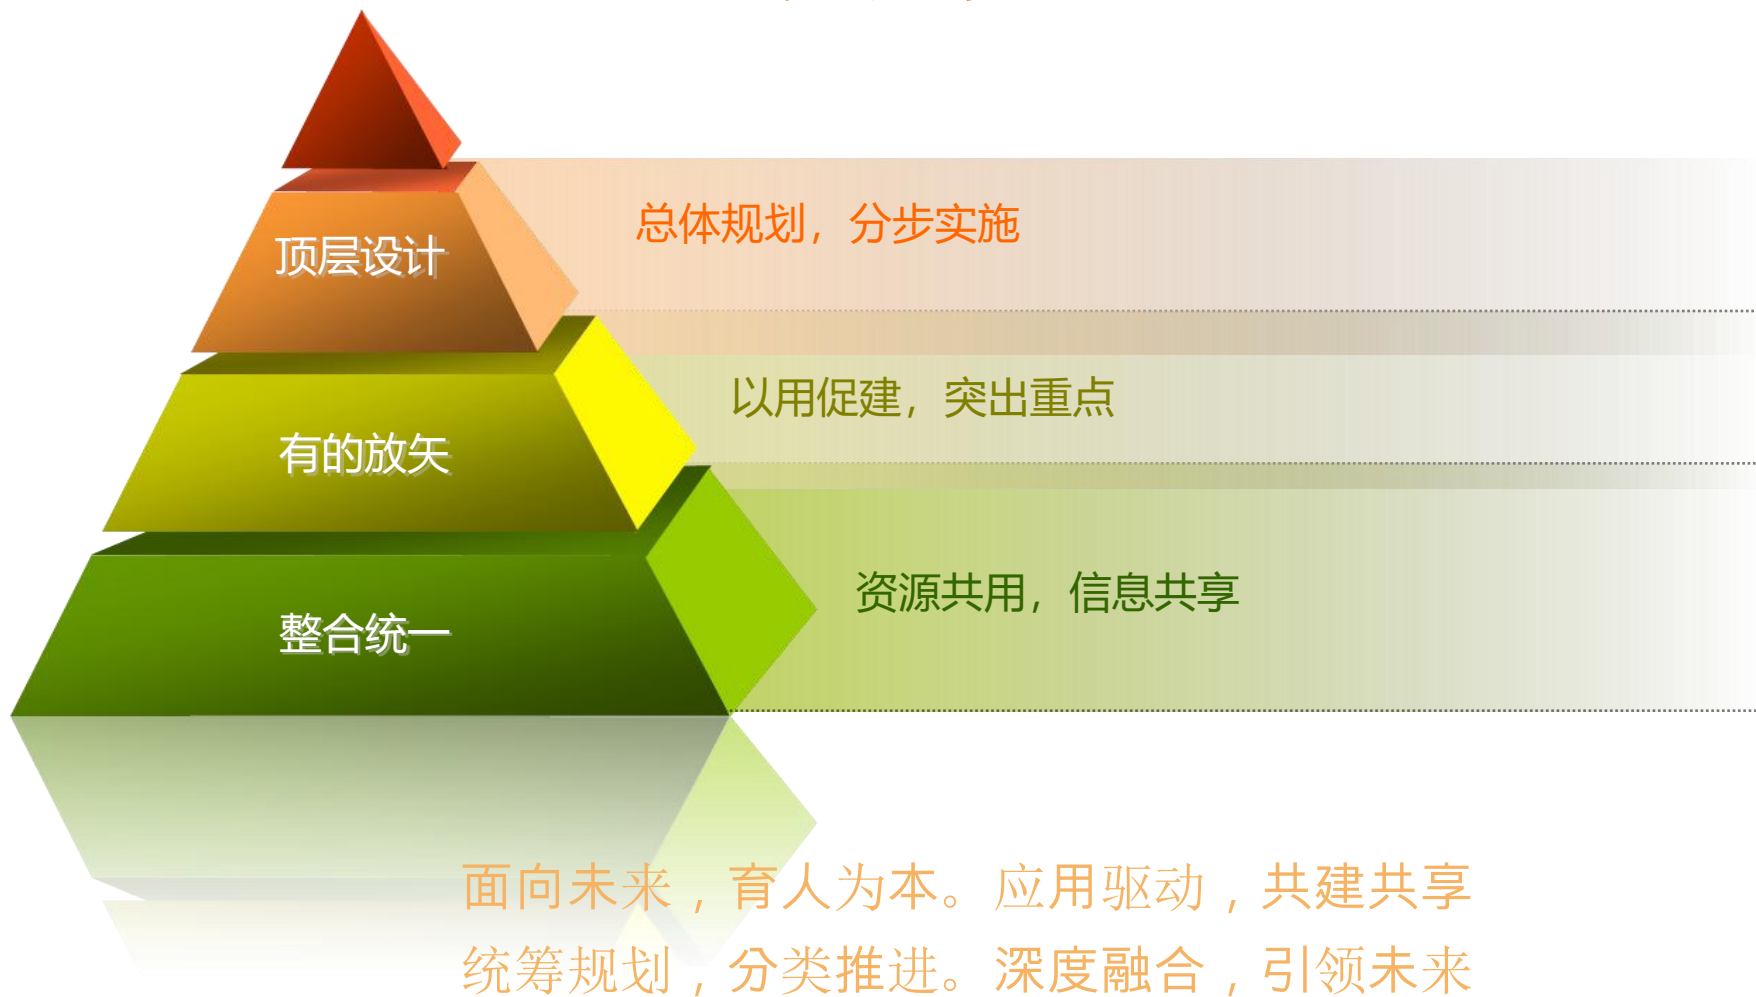 总体规划，分步实施
顶层设计
以用促建，突出重点
有的放矢
资源共用，信息共享
整合统一
面向未来，育人为本。应用驱动，共建共享
统筹规划，分类推进。深度融合，引领未来